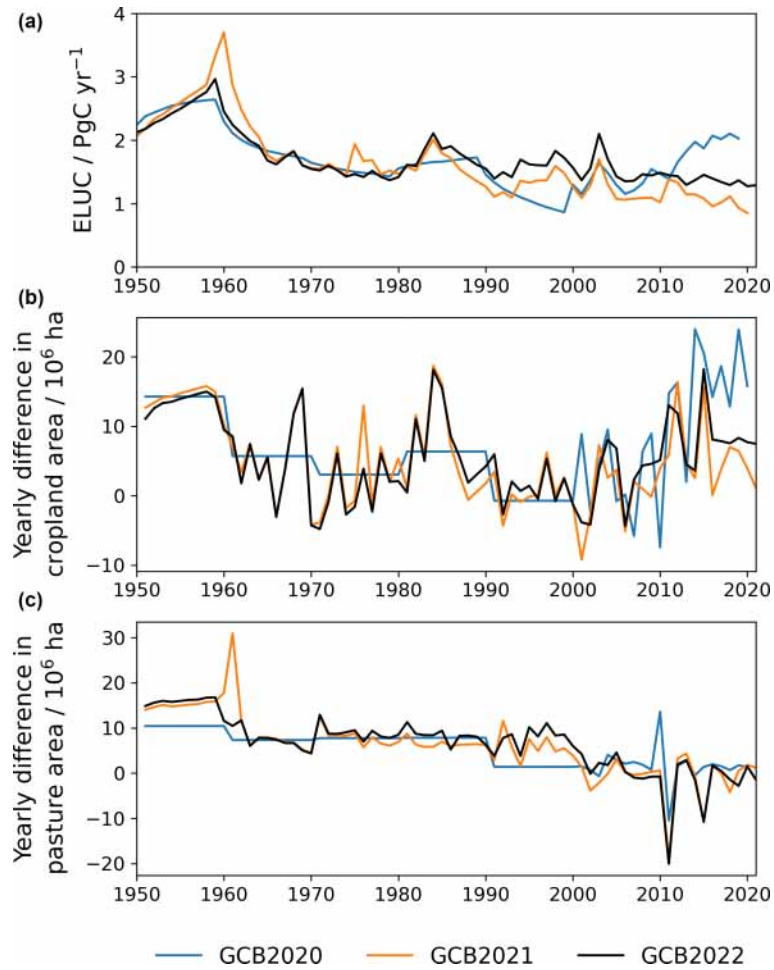 (a)
ELUC / PgC yr⁻¹
4
3
2
1
0
1950 1960 1970 1980 1990 2000 2010 2020
(b)
Yearly difference in
cropland area / 10⁶ ha
20
10
0
−10
1950 1960 1970 1980 1990 2000 2010 2020
(c)
Yearly difference in
pasture area / 10⁶ ha
30
20
10
0
−10
−20
1950 1960 1970 1980 1990 2000 2010 2020
GCB2020 GCB2021 GCB2022